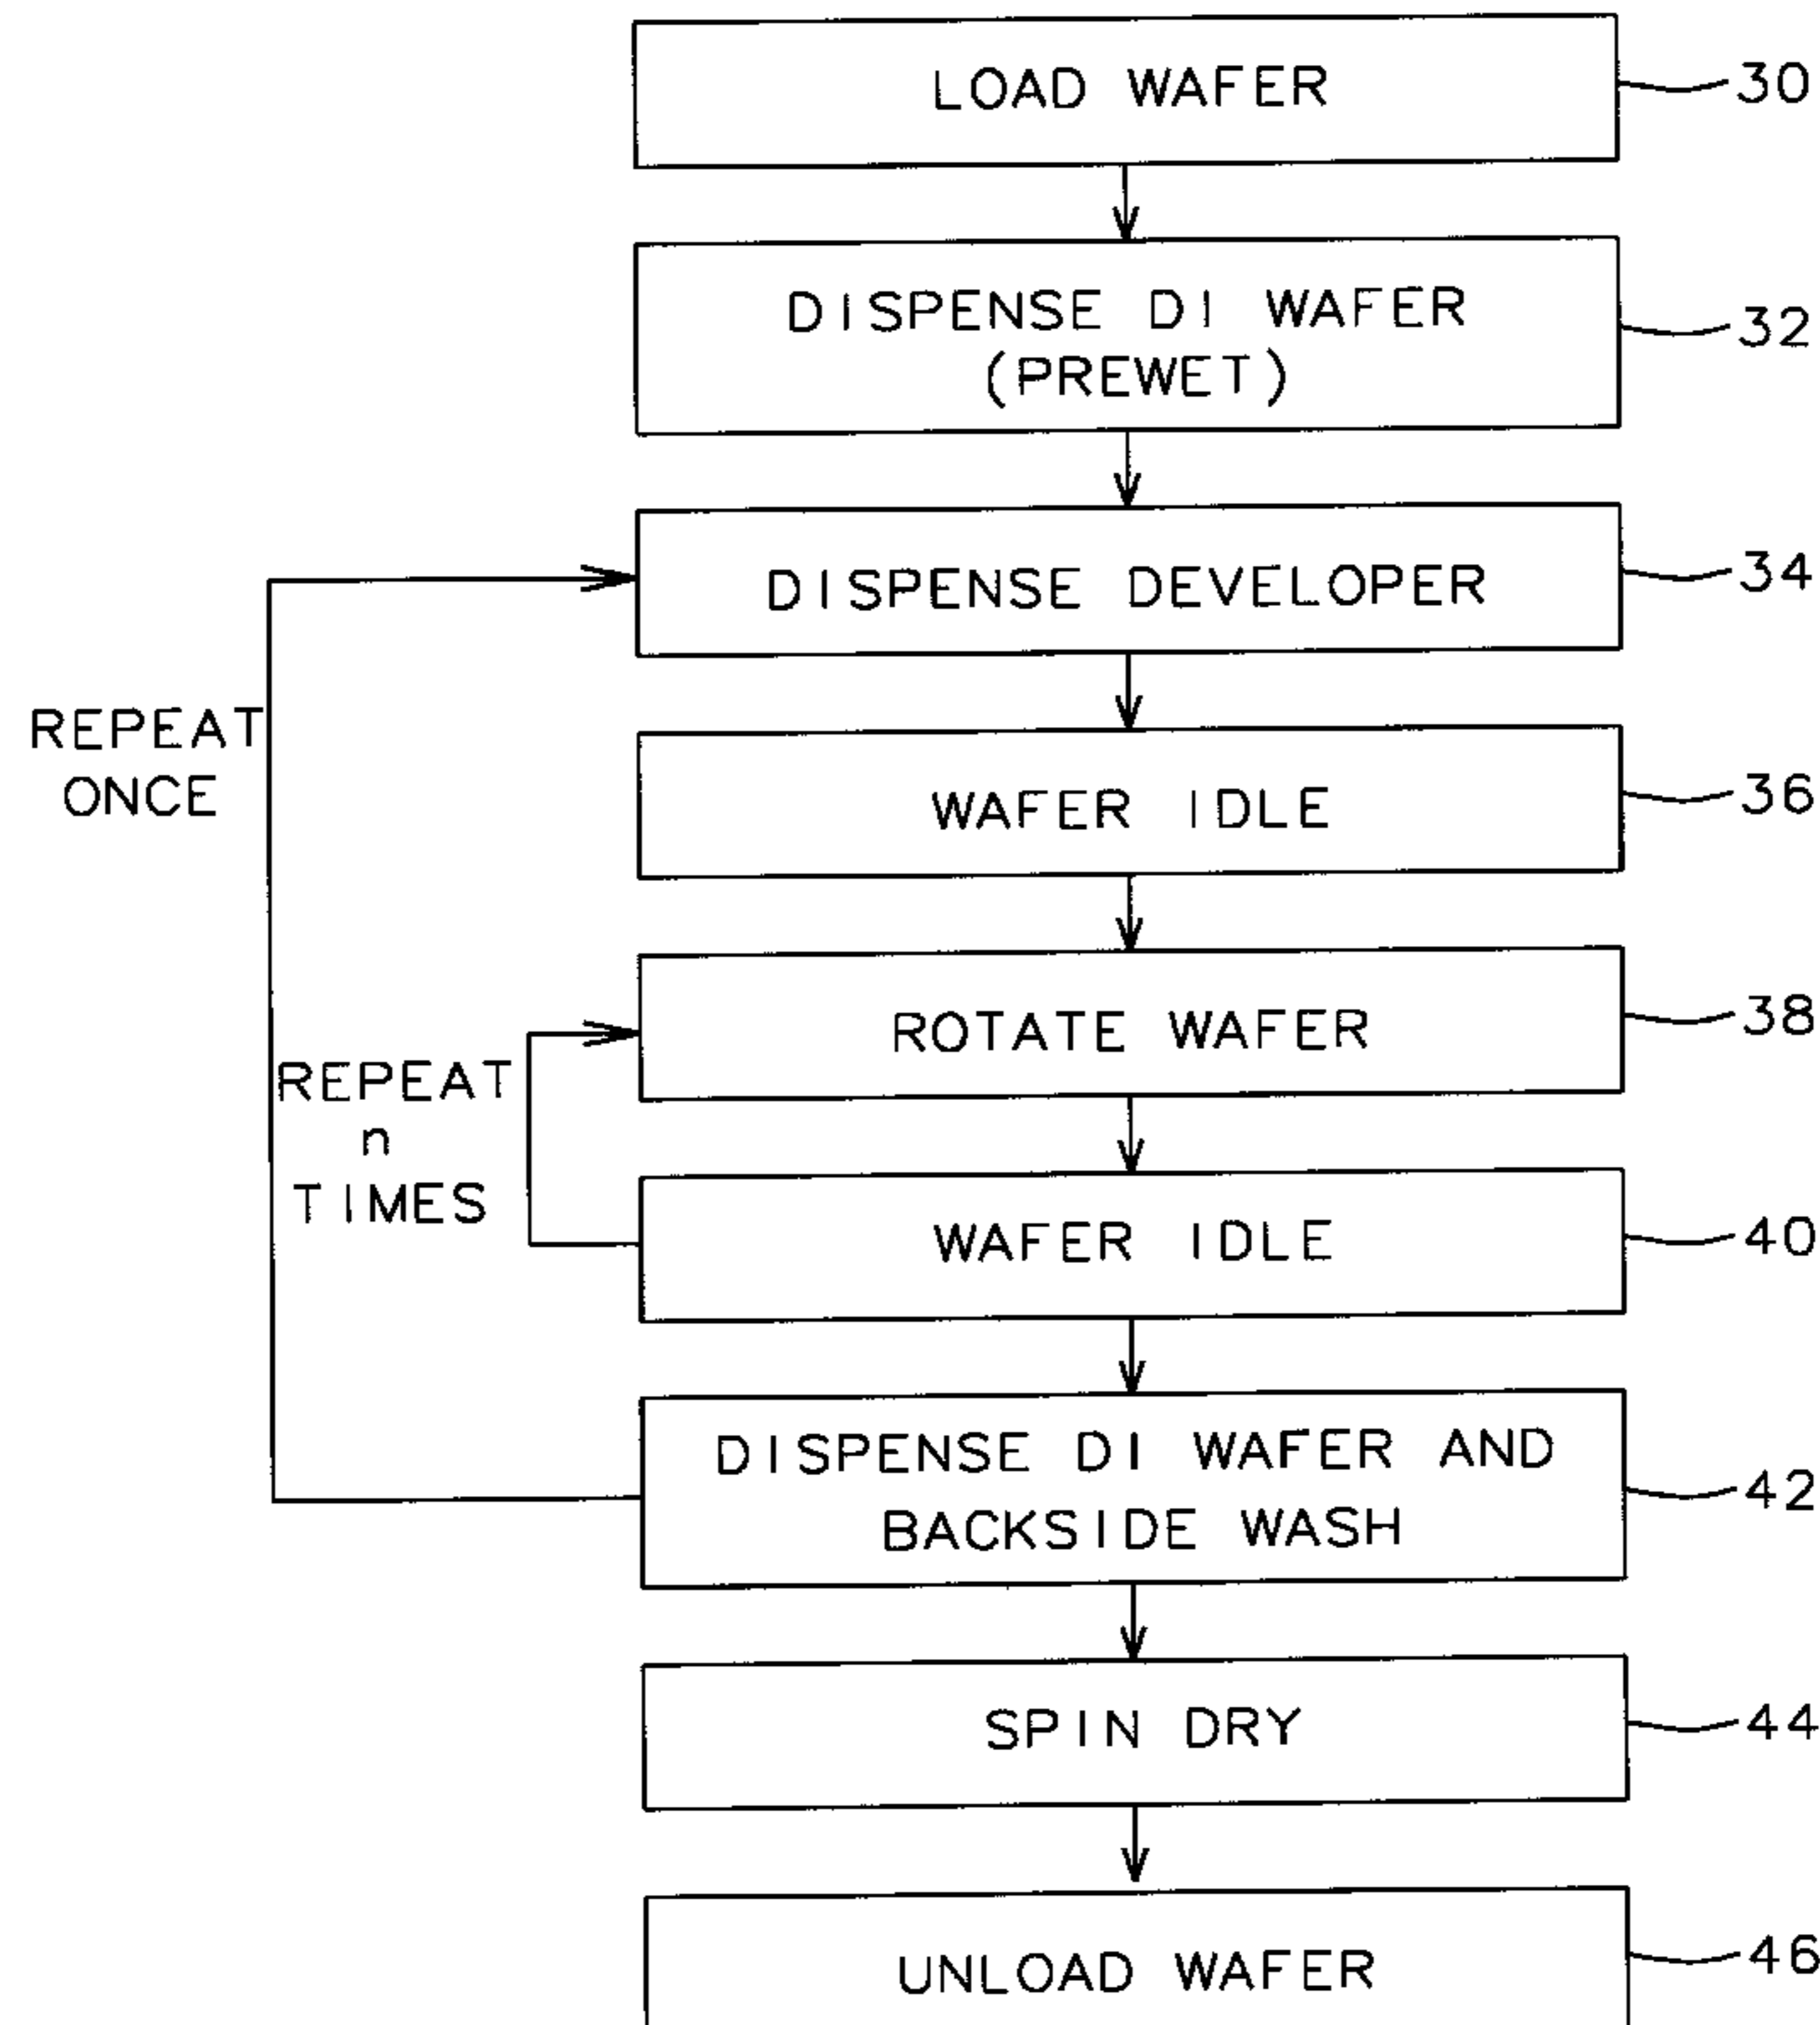 LOAD WAFER
30
DISPENSE DI WAFER
(PREWET)
32
DISPENSE DEVELOPER
34
REPEAT
ONCE
WAFER IDLE
36
ROTATE WAFER
38
REPEAT
n
TIMES
WAFER IDLE
40
DISPENSE DI WAFER AND
BACKSIDE WASH
42
SPIN DRY
44
UNLOAD WAFER
46